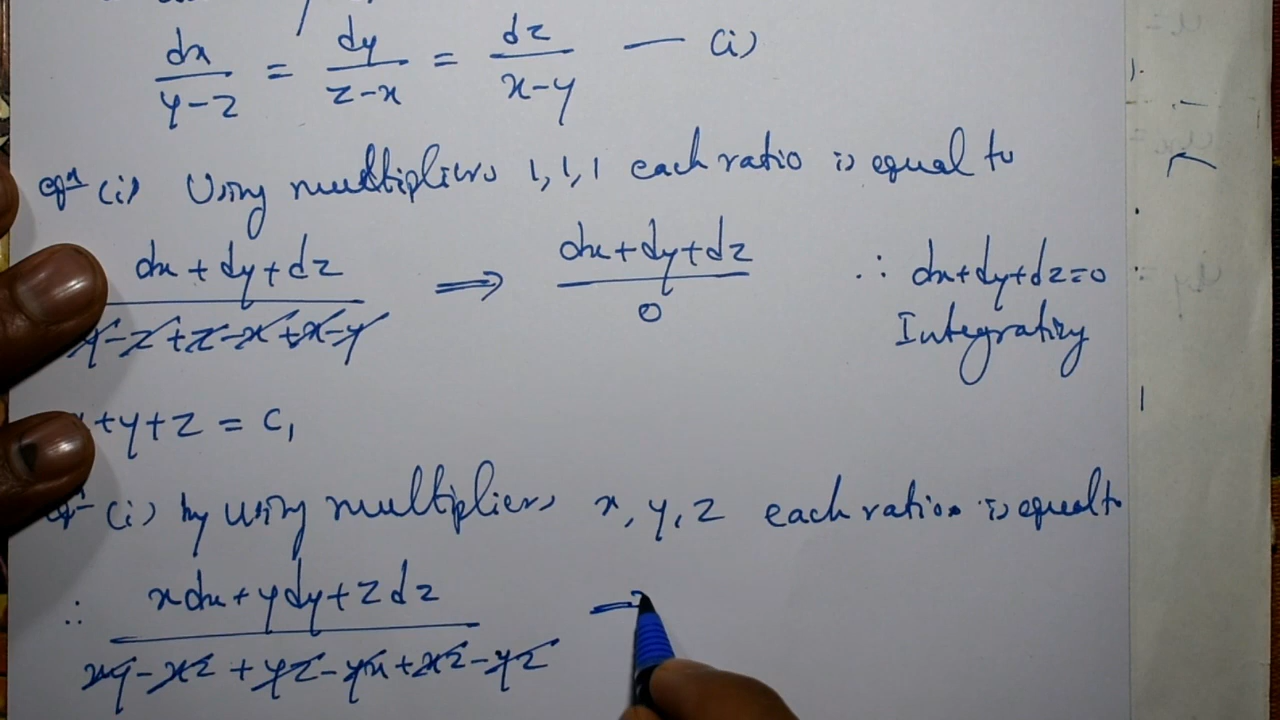 dx/(y-z) = dy/(z-x) = dz/(x-y) — (i)
eqⁿ (i) Using multipliers 1, 1, 1 each ratio is equal to
(dx+dy+dz)/(y-z+z-x+x-y) ⟹ (dx+dy+dz)/0 ∴ dx+dy+dz=0
Integrating
+y+z = c₁
(i) by using multipliers x, y, z each ratio is equal to
∴ (xdx+ydy+zdz)/(xy-xz+yz-yx+xz-yz)